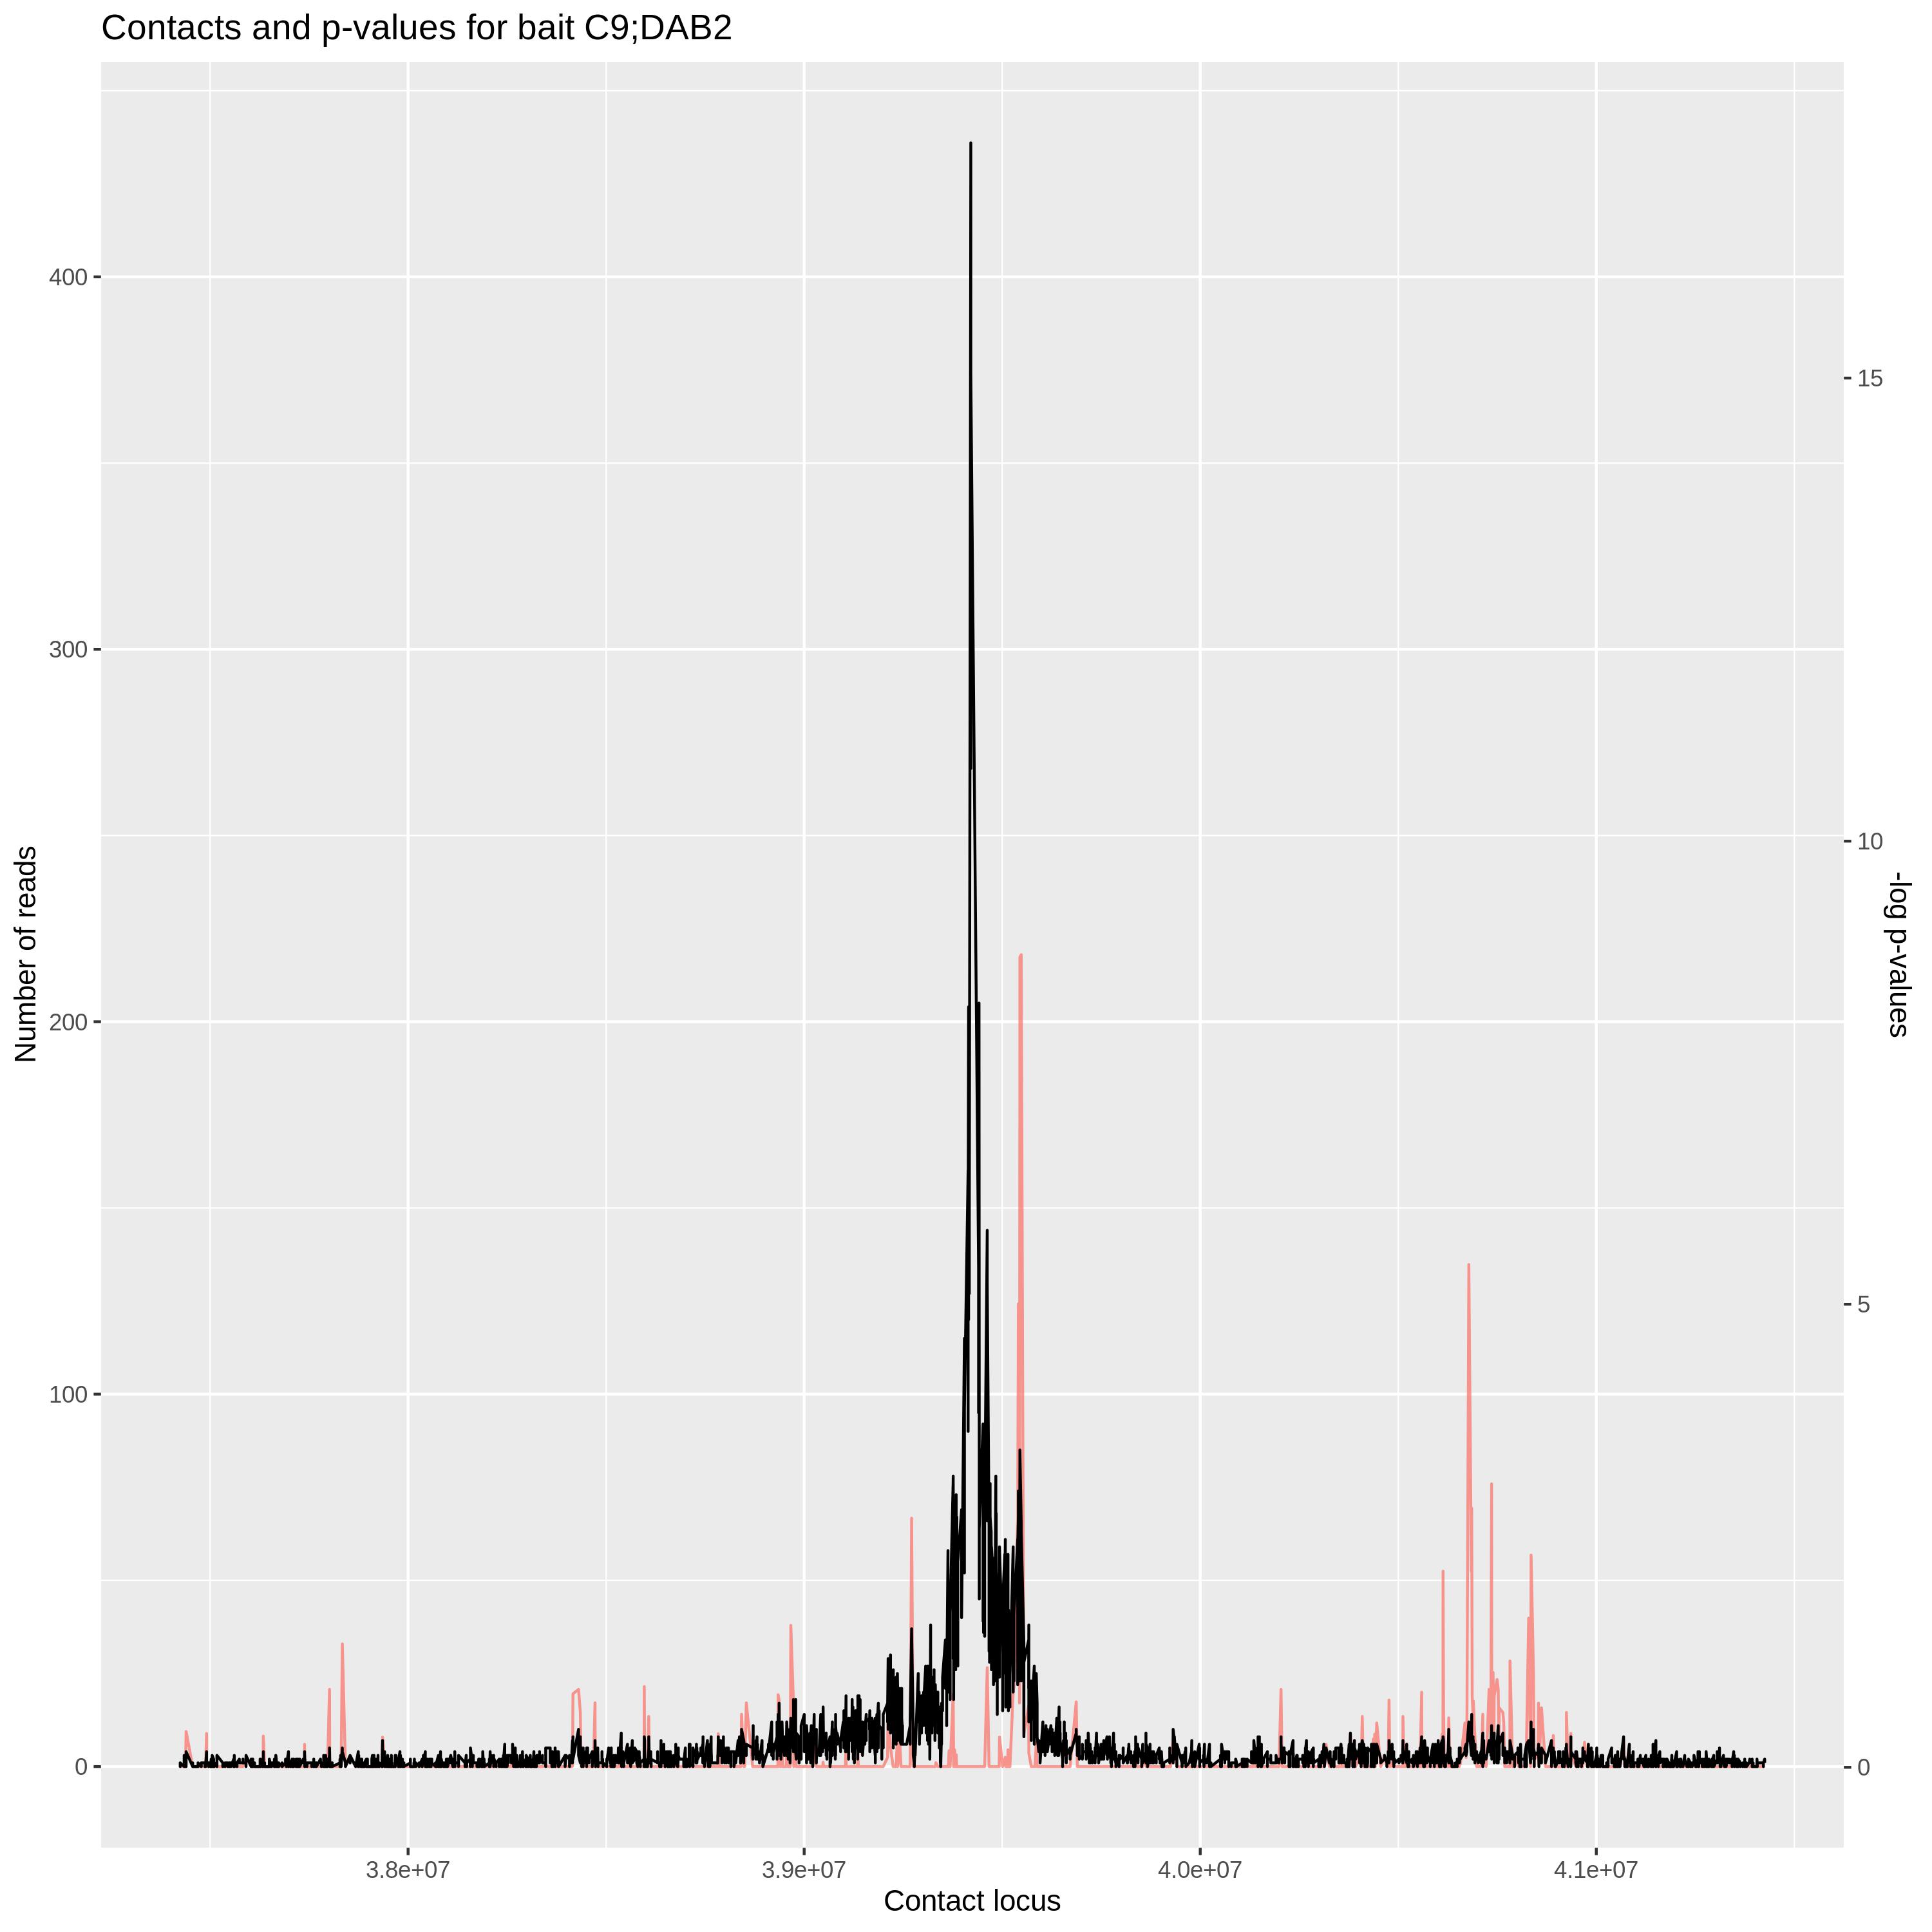 Contacts and p-values for bait C9;DAB2
400
300
200
100
0
Number of reads
15
10
5
0
-log p-values
3.8e+07
3.9e+07
4.0e+07
4.1e+07
Contact locus